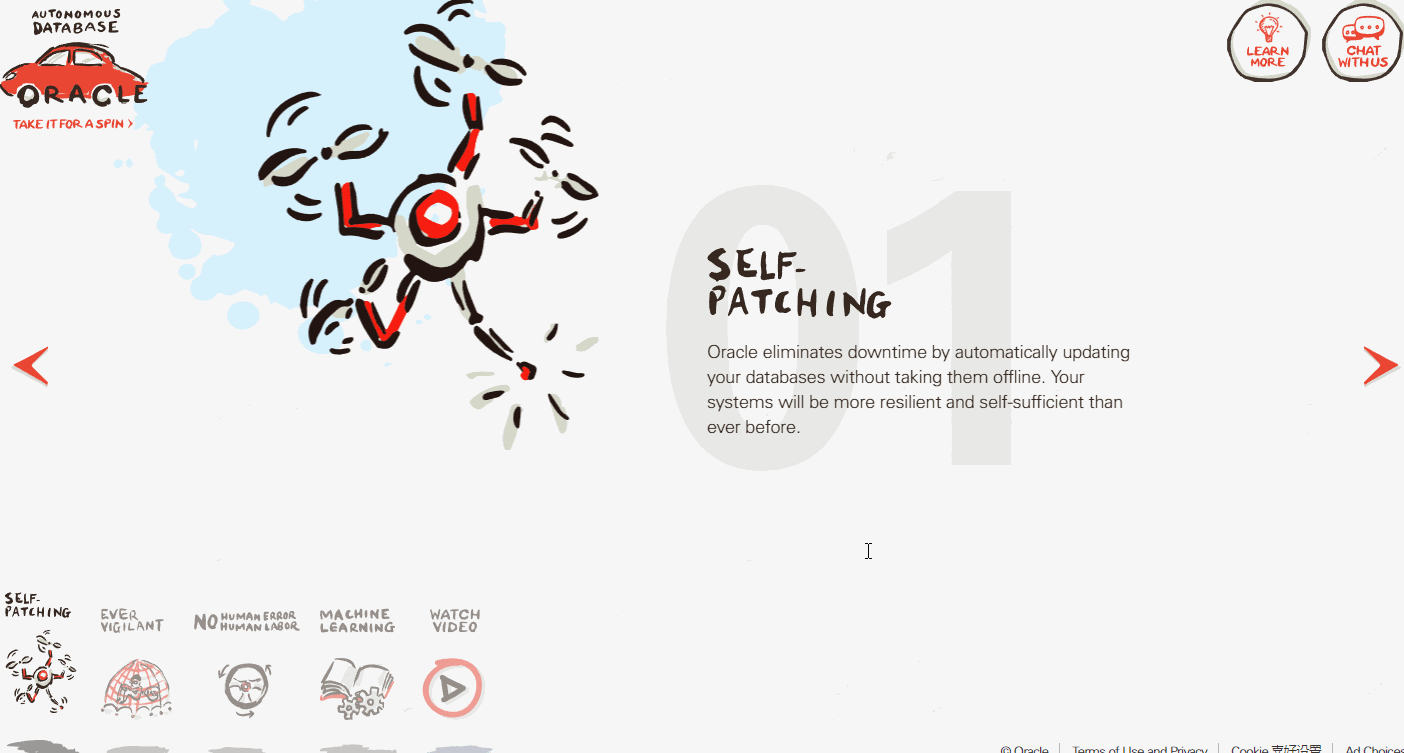 AUTONOMOUS
DATABASE
ORACLE
TAKE IT FOR A SPIN >
LEARN
MORE
CHAT
WITH US
01
SELF-
PATCHING
Oracle eliminates downtime by automatically updating
your databases without taking them offline. Your
systems will be more resilient and self-sufficient than
ever before.
SELF-
PATCHING
EVER
VIGILANT
NO HUMAN ERROR
HUMAN LABOR
MACHINE
LEARNING
WATCH
VIDEO
© Oracle | Terms of Use and Privacy | Cookie 喜好设置 | Ad Choices